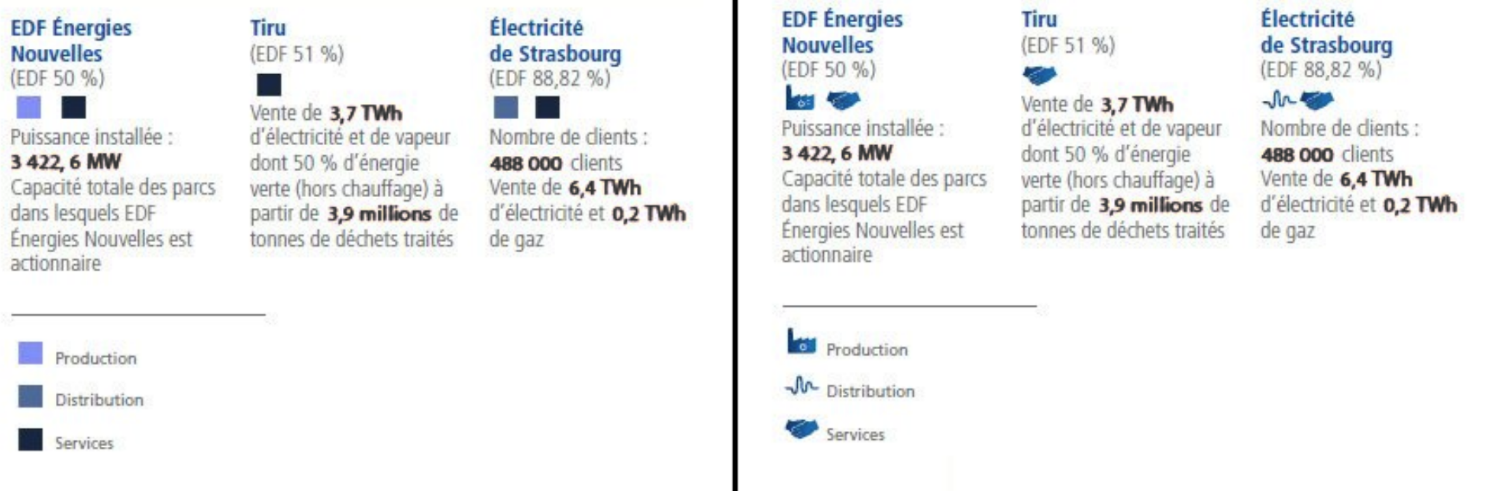 EDF Énergies
Nouvelles
(EDF 50 %)
Puissance installée :
3 422, 6 MW
Capacité totale des parcs
dans lesquels EDF
Énergies Nouvelles est
actionnaire
Tiru
(EDF 51 %)
Vente de 3,7 TWh
d'électricité et de vapeur
dont 50 % d'énergie
verte (hors chauffage) à
partir de 3,9 millions de
tonnes de déchets traités
Électricité
de Strasbourg
(EDF 88,82 %)
Nombre de clients :
488 000 clients
Vente de 6,4 TWh
d'électricité et 0,2 TWh
de gaz
Production
Distribution
Services
EDF Énergies
Nouvelles
(EDF 50 %)
Puissance installée :
3 422, 6 MW
Capacité totale des parcs
dans lesquels EDF
Énergies Nouvelles est
actionnaire
Tiru
(EDF 51 %)
Vente de 3,7 TWh
d'électricité et de vapeur
dont 50 % d'énergie
verte (hors chauffage) à
partir de 3,9 millions de
tonnes de déchets traités
Électricité
de Strasbourg
(EDF 88,82 %)
Nombre de clients :
488 000 clients
Vente de 6,4 TWh
d'électricité et 0,2 TWh
de gaz
Production
Distribution
Services